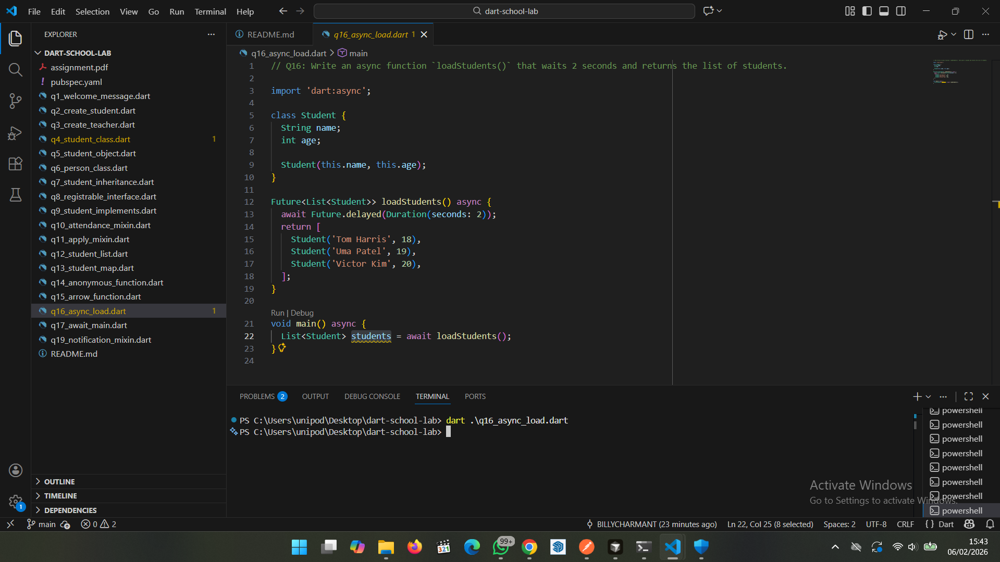 File Edit Selection View Go Run Terminal Help
dart-school-lab
EXPLORER
DART-SCHOOL-LAB
assignment.pdf
pubspec.yaml
q1_welcome_message.dart
q2_create_student.dart
q3_create_teacher.dart
q4_student_class.dart 1
q5_student_object.dart
q6_person_class.dart
q7_student_inheritance.dart
q8_registrable_interface.dart
q9_student_implements.dart
q10_attendance_mixin.dart
q11_apply_mixin.dart
q12_student_list.dart
q13_student_map.dart
q14_anonymous_function.dart
q15_arrow_function.dart
q16_async_load.dart 1
q17_await_main.dart
q19_notification_mixin.dart
README.md
OUTLINE
TIMELINE
DEPENDENCIES
README.md
q16_async_load.dart 1
q16_async_load.dart > main
1 // Q16: Write an async function `loadStudents()` that waits 2 seconds and returns the list of students.
2
3 import 'dart:async';
4
5 class Student {
6 String name;
7 int age;
8
9 Student(this.name, this.age);
10 }
11
12 Future<List<Student>> loadStudents() async {
13 await Future.delayed(Duration(seconds: 2));
14 return [
15 Student('Tom Harris', 18),
16 Student('Uma Patel', 19),
17 Student('Victor Kim', 20),
18 ];
19 }
20
Run | Debug
21 void main() async {
22 List<Student> students = await loadStudents();
23 }
24
PROBLEMS 2 OUTPUT DEBUG CONSOLE TERMINAL PORTS
PS C:\Users\unipod\Desktop\dart-school-lab> dart .\q16_async_load.dart
PS C:\Users\unipod\Desktop\dart-school-lab>
powershell
powershell
powershell
powershell
powershell
powershell
powershell
powershell
Activate Windows
Go to Settings to activate Windows.
1
main 0 2
BILLYCHARMANT (23 minutes ago) Ln 22, Col 25 (8 selected) Spaces: 2 UTF-8 CRLF { } Dart
321
99+
15:43
06/02/2026